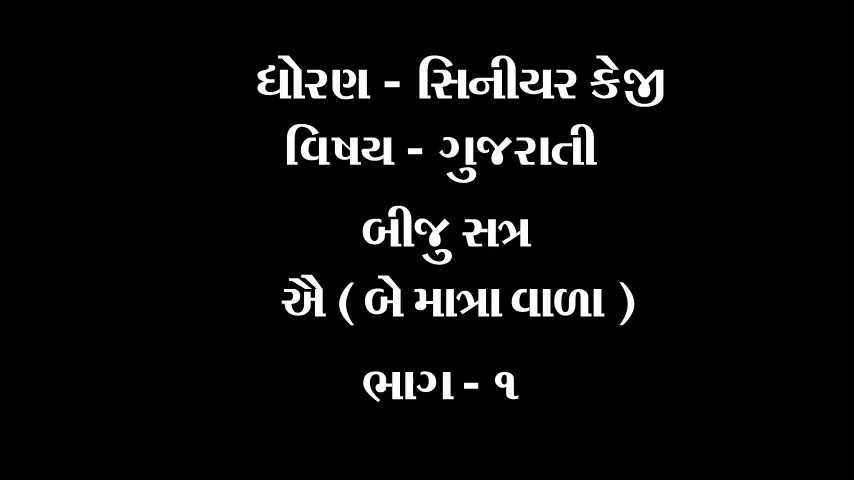 ધોરણ - સિનીયર કેજી
વિષય - ગુજરાતી
બીજુ સત્ર
ઐ ( બે માત્રા વાળા )
ભાગ - ૧